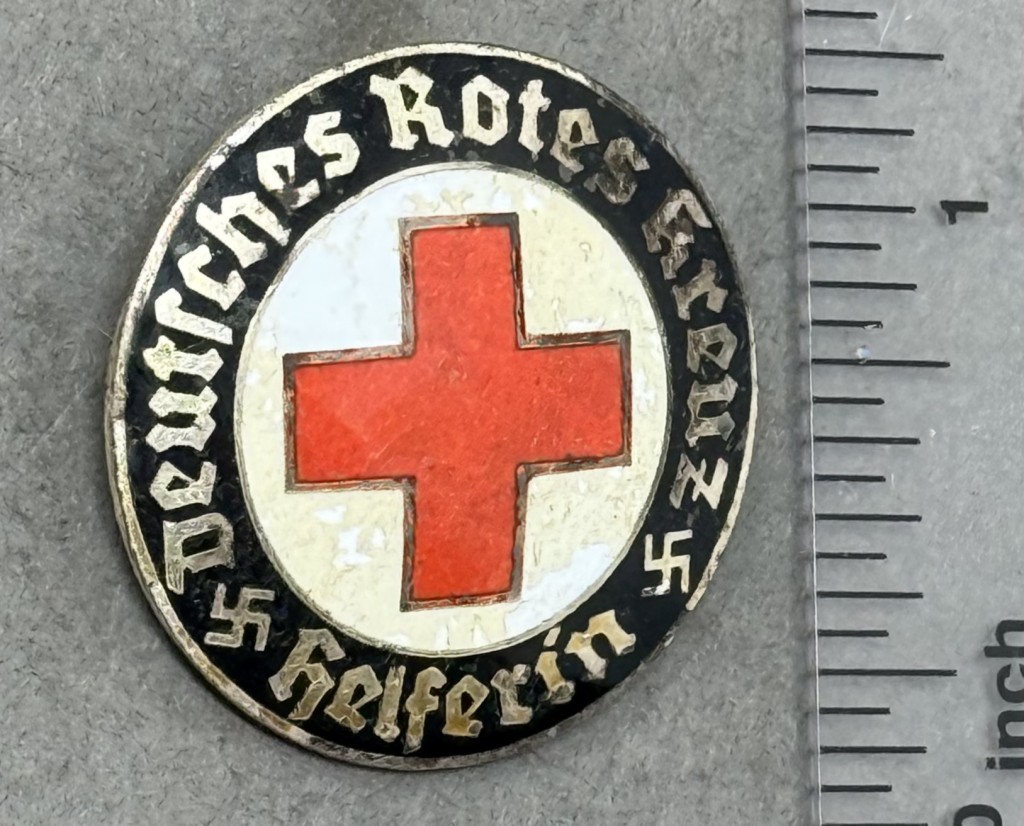 Deutſches Rotes Kreuz
Helferin
1
inch